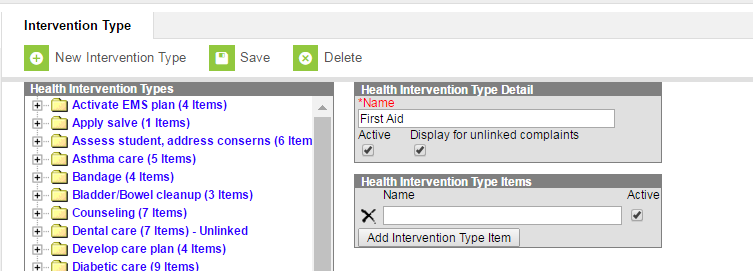 Intervention Type
New Intervention Type Save Delete
Health Intervention Types
Activate EMS plan (4 Items)
Apply salve (1 Items)
Assess student, address conserns (6 Item
Asthma care (5 Items)
Bandage (4 Items)
Bladder/Bowel cleanup (3 Items)
Counseling (7 Items)
Dental care (7 Items) - Unlinked
Develop care plan (4 Items)
Diabetic care (9 Items)
Health Intervention Type Detail
*Name
First Aid
Active Display for unlinked complaints
Health Intervention Type Items
Name Active
Add Intervention Type Item